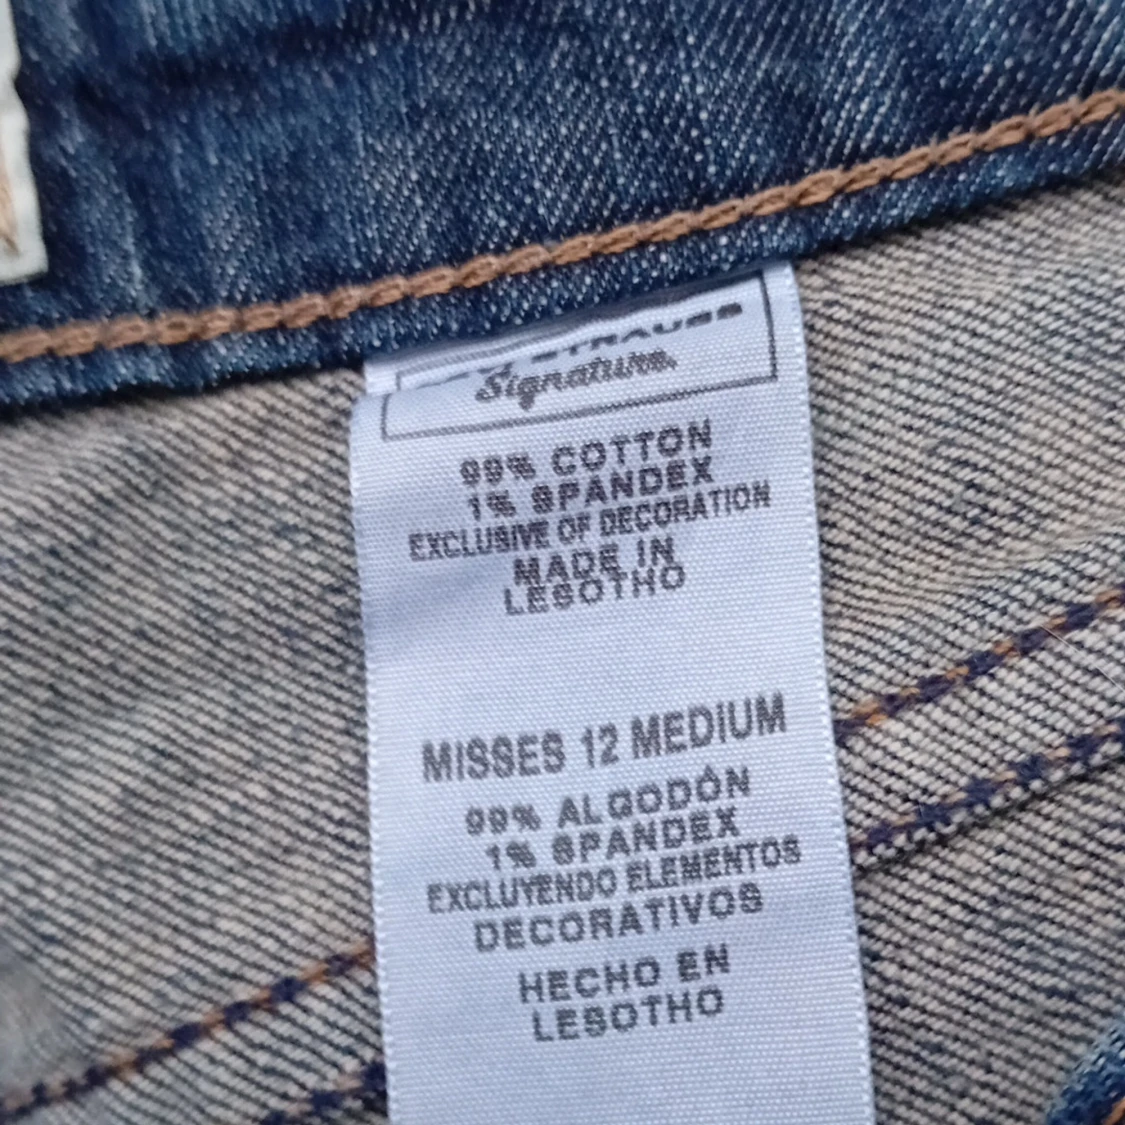 STRAUSS
Signature
99% COTTON
1% SPANDEX
EXCLUSIVE OF DECORATION
MADE IN
LESOTHO
MISSES 12 MEDIUM
99% ALGODÓN
1% SPANDEX
EXCLUYENDO ELEMENTOS
DECORATIVOS
HECHO EN
LESOTHO